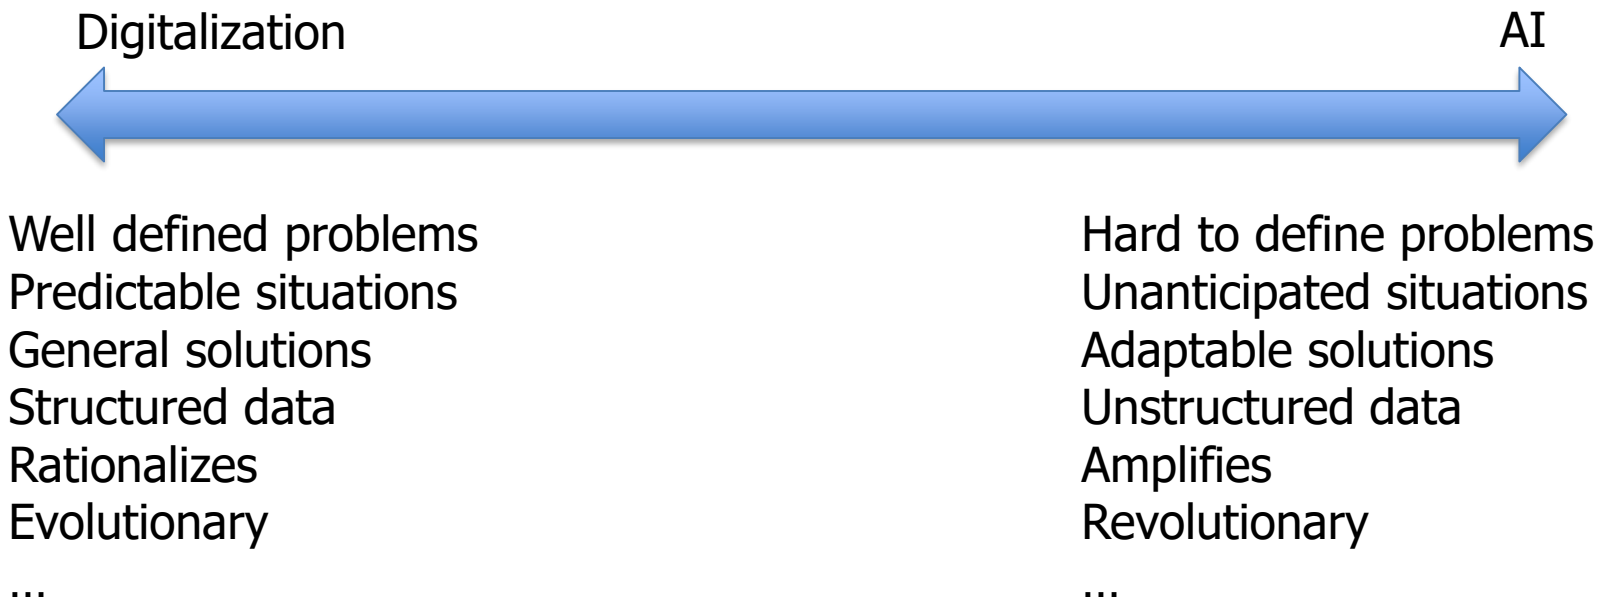 Digitalization
AI
Well defined problems
Predictable situations
General solutions
Structured data
Rationalizes
Evolutionary
...
Hard to define problems
Unanticipated situations
Adaptable solutions
Unstructured data
Amplifies
Revolutionary
...